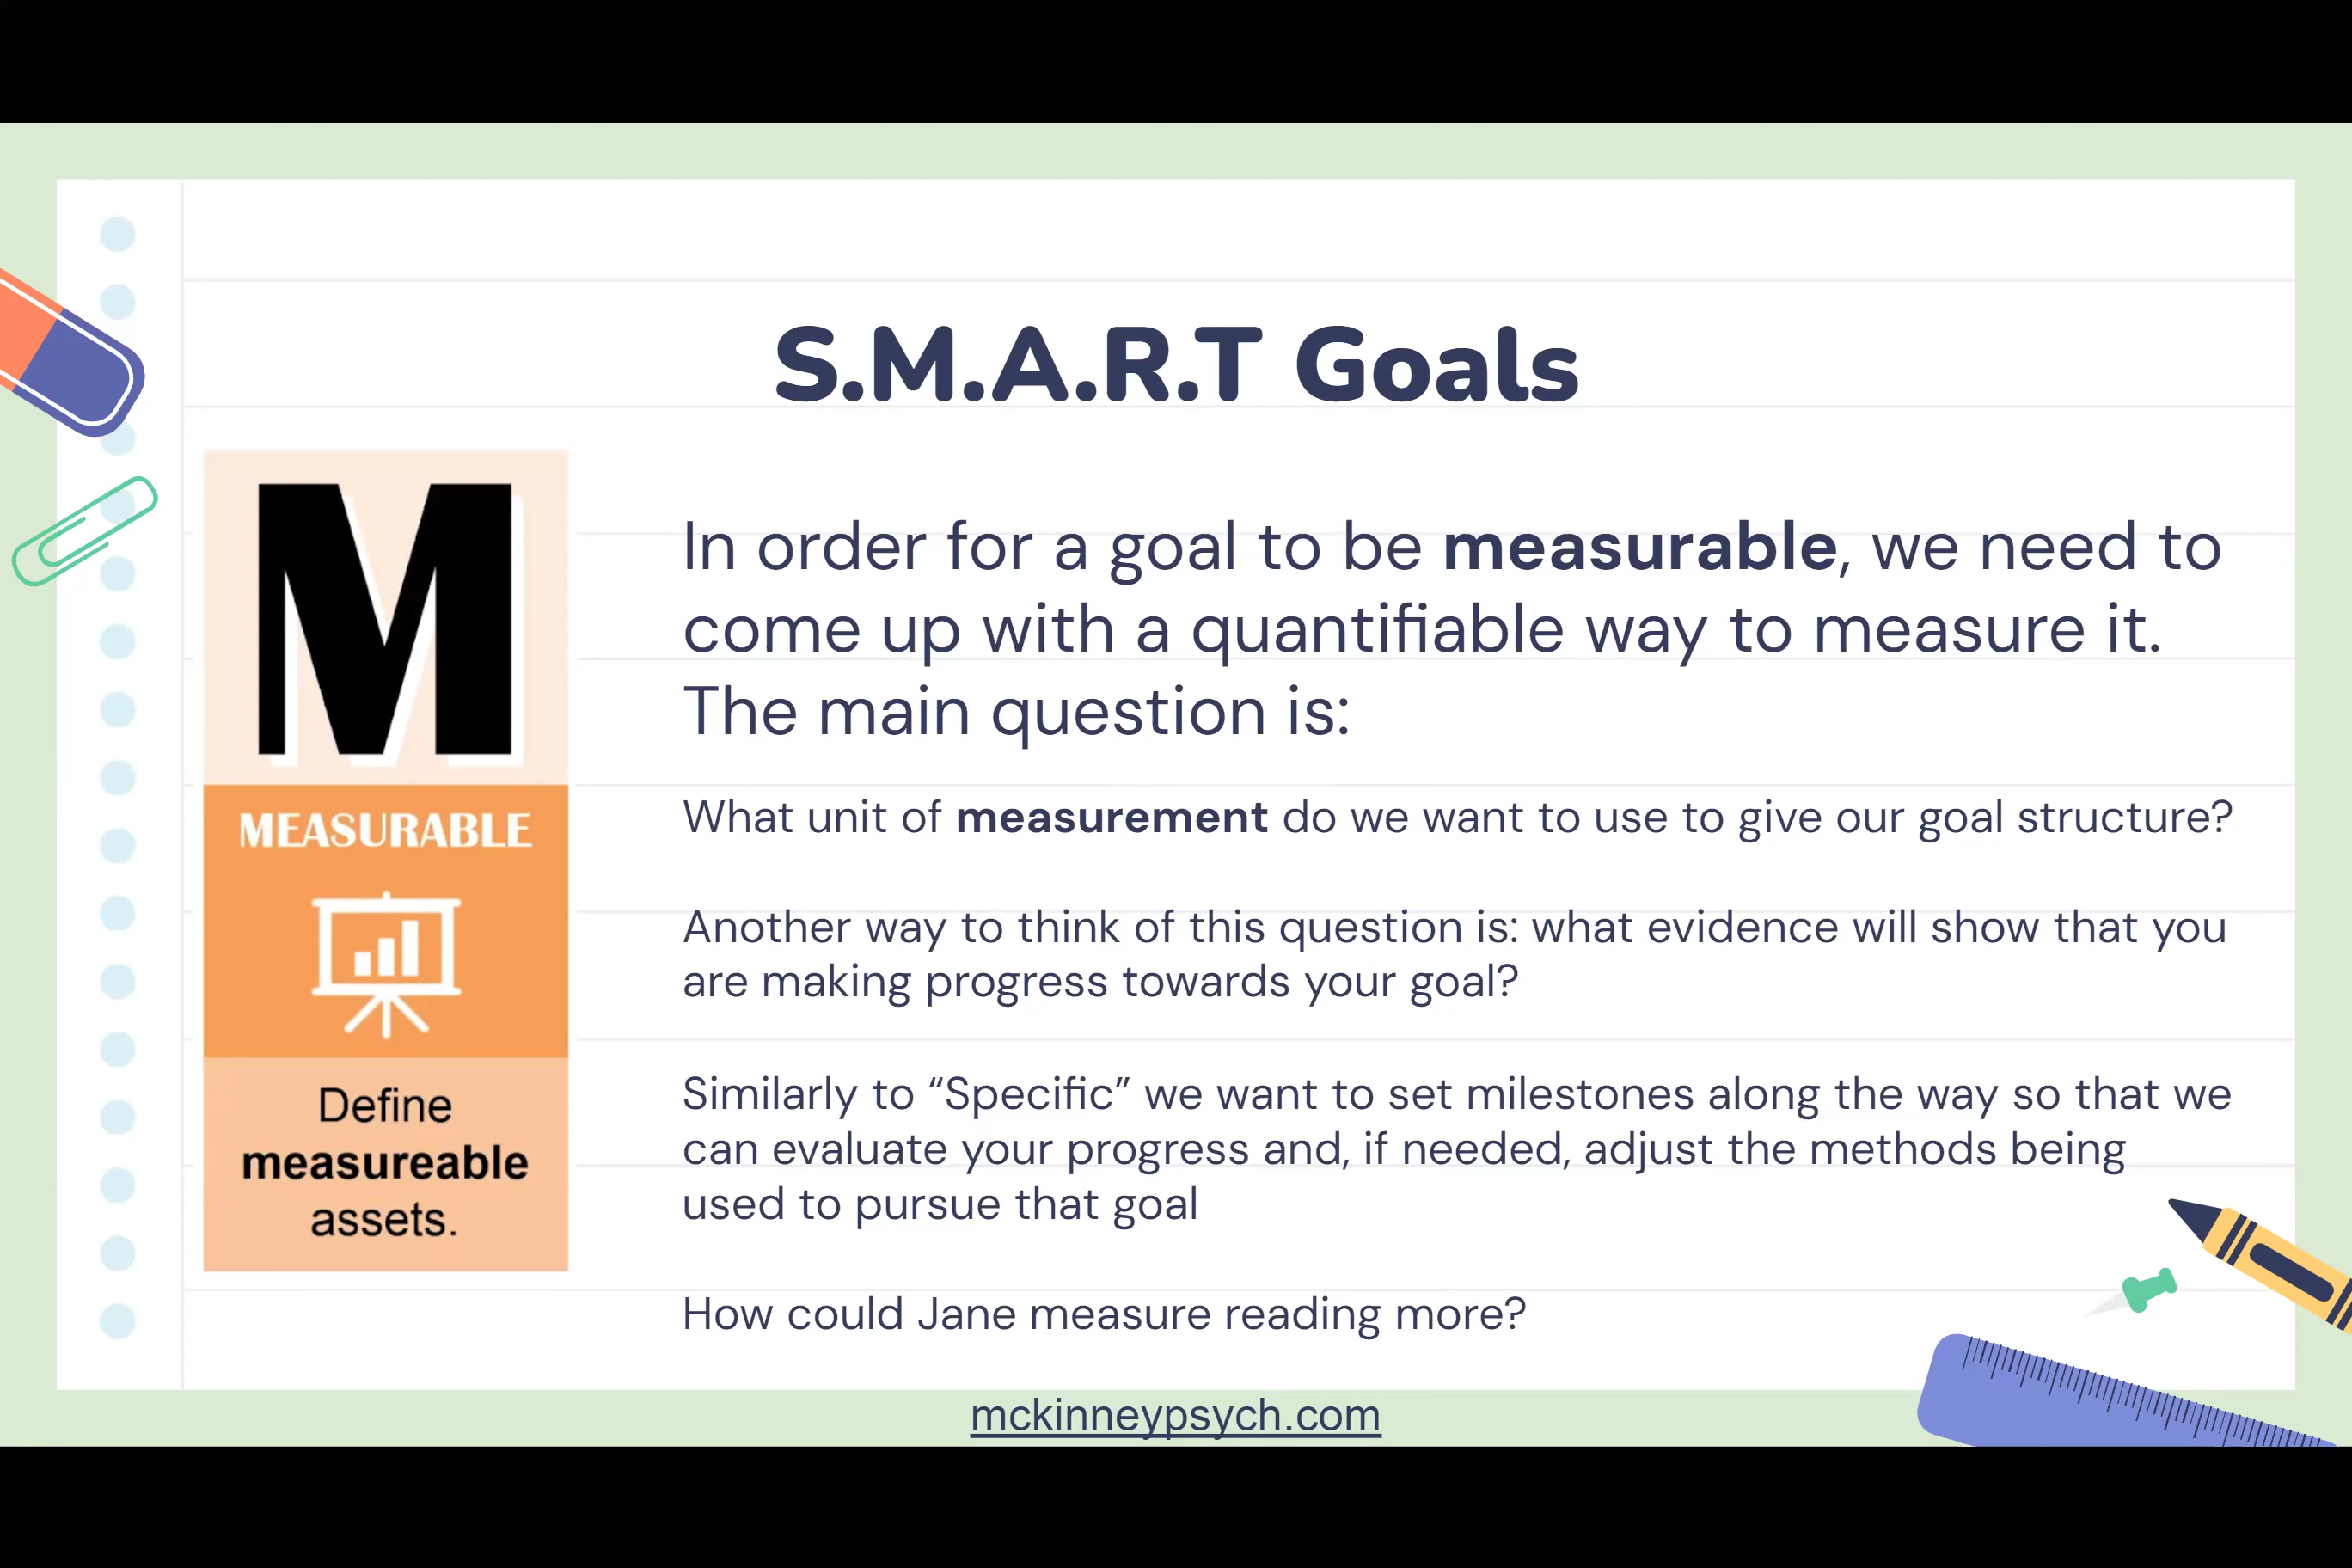 S.M.A.R.T Goals
M
MEASURABLE
Define
measureable
assets.
In order for a goal to be measurable, we need to
come up with a quantifiable way to measure it.
The main question is:
What unit of measurement do we want to use to give our goal structure?
Another way to think of this question is: what evidence will show that you
are making progress towards your goal?
Similarly to “Specific” we want to set milestones along the way so that we
can evaluate your progress and, if needed, adjust the methods being
used to pursue that goal
How could Jane measure reading more?
mckinneypsych.com